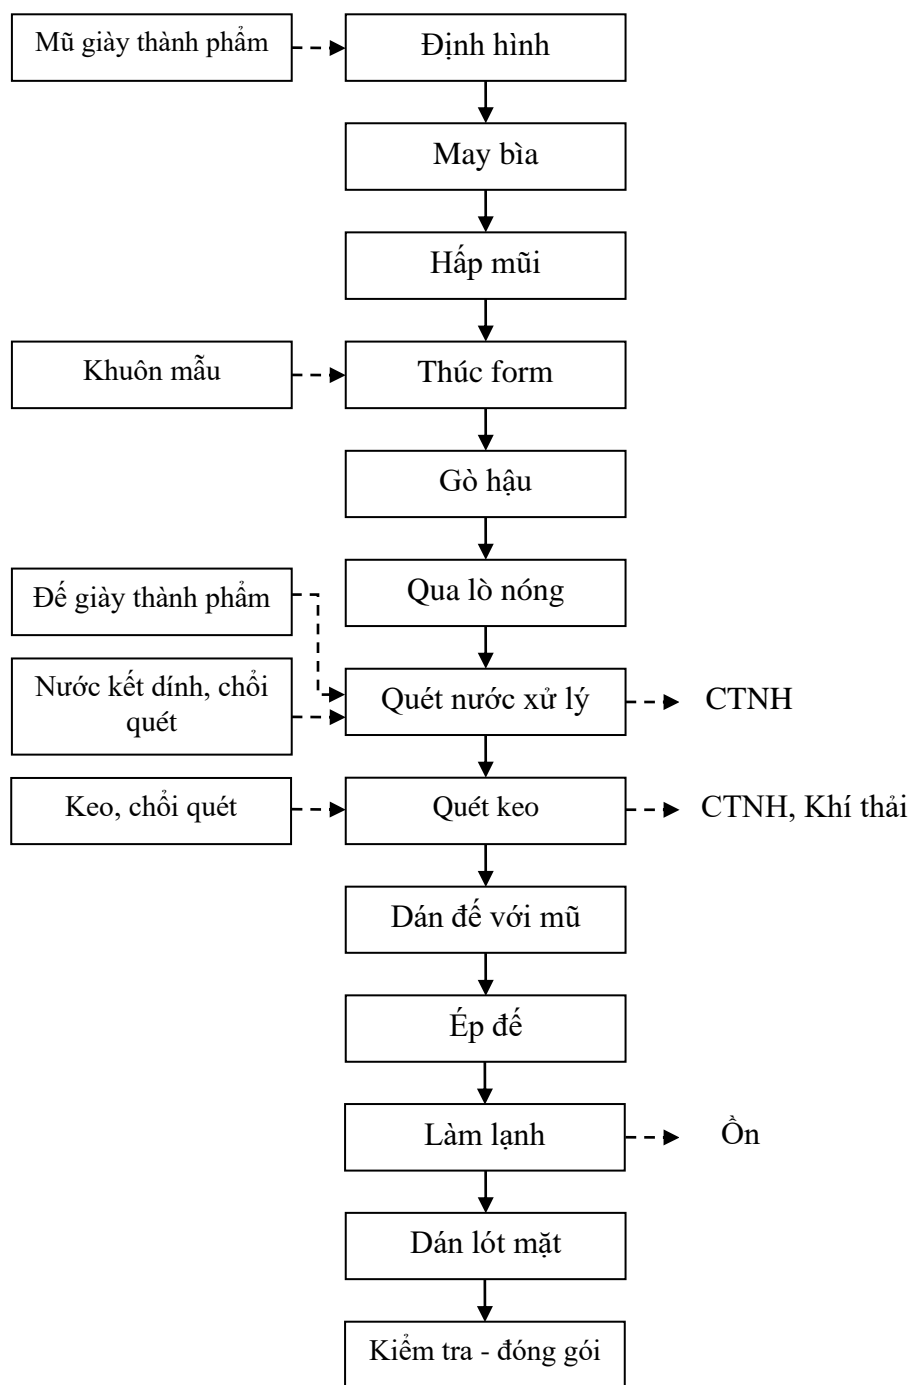 Mũ giày thành phẩm
Định hình
May bìa
Hấp mũi
Khuôn mẫu
Thúc form
Gò hậu
Qua lò nóng
Đế giày thành phẩm
Nước kết dính, chổi
quét
Quét nước xử lý
CTNH
Keo, chổi quét
Quét keo
CTNH, Khí thải
Dán đế với mũ
Ép đế
Làm lạnh
Ồn
Dán lót mặt
Kiểm tra - đóng gói